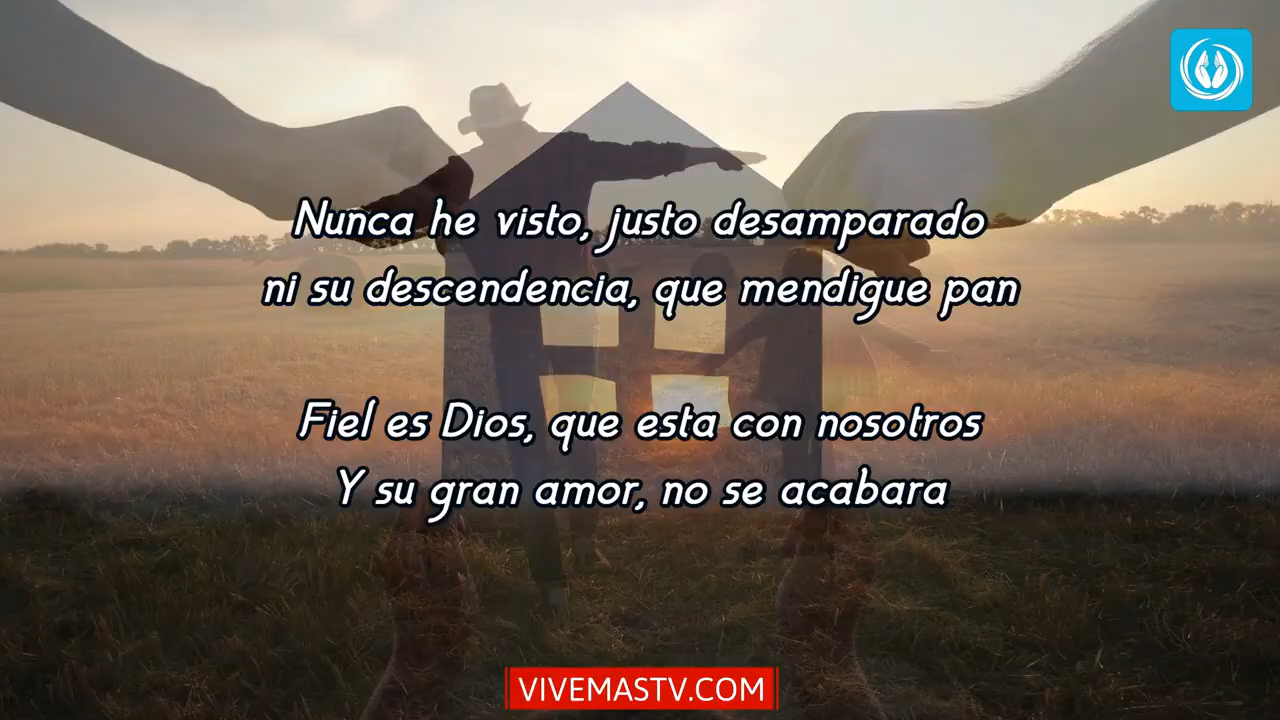 Nunca he visto, justo desamparado
ni su descendencia, que mendigue pan
Fiel es Dios, que esta con nosotros
Y su gran amor, no se acabara
VIVEMASTV.COM